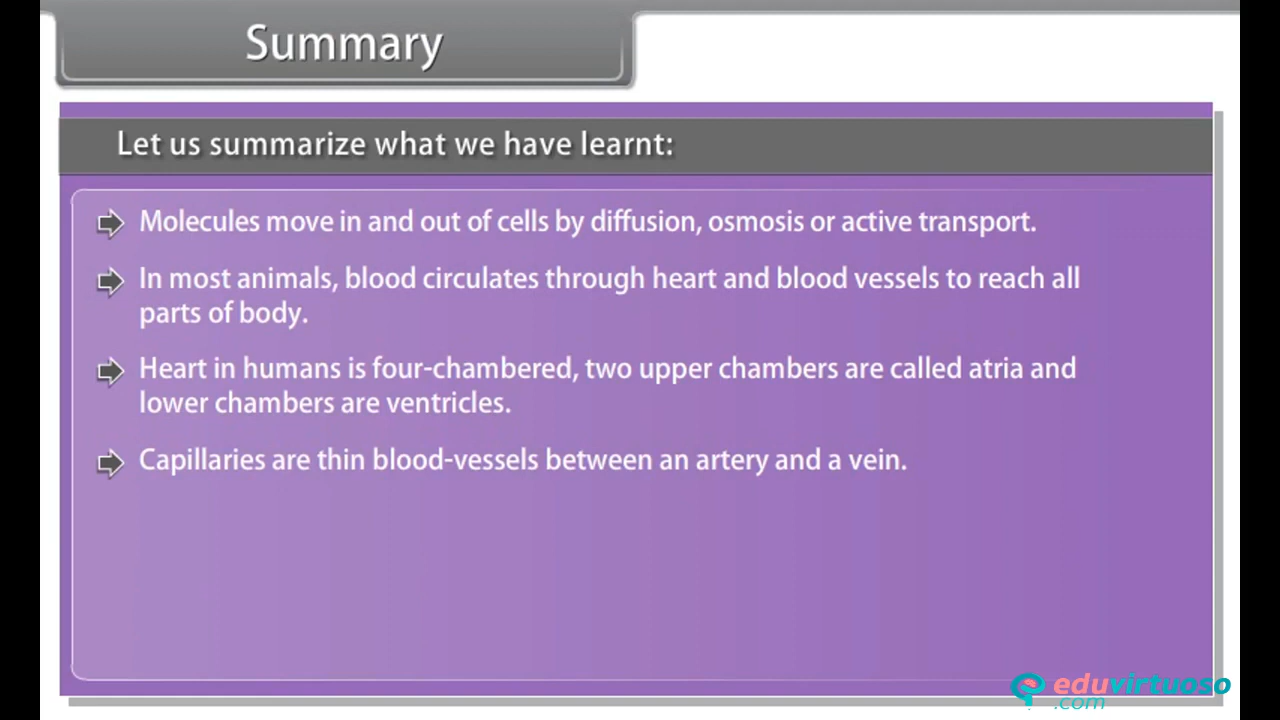 Summary
Let us summarize what we have learnt:
Molecules move in and out of cells by diffusion, osmosis or active transport.
In most animals, blood circulates through heart and blood vessels to reach all
parts of body.
Heart in humans is four-chambered, two upper chambers are called atria and
lower chambers are ventricles.
Capillaries are thin blood-vessels between an artery and a vein.
eduvirtuoso
.com